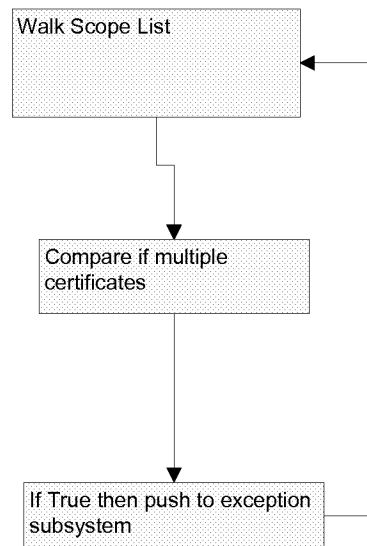 Walk Scope List
Compare if multiple
certificates
If True then push to exception
subsystem